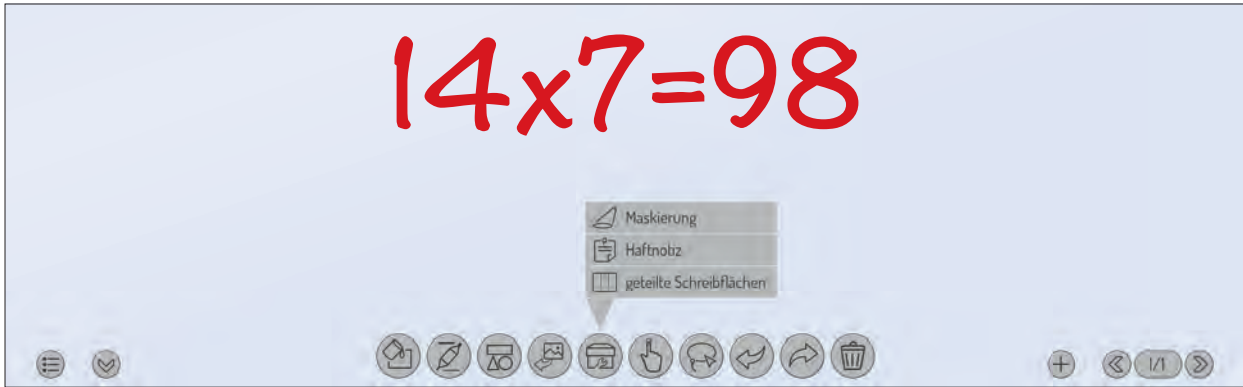 14x7=98
Maskierung
Haftnotiz
geteilte Schreibflächen
1/1